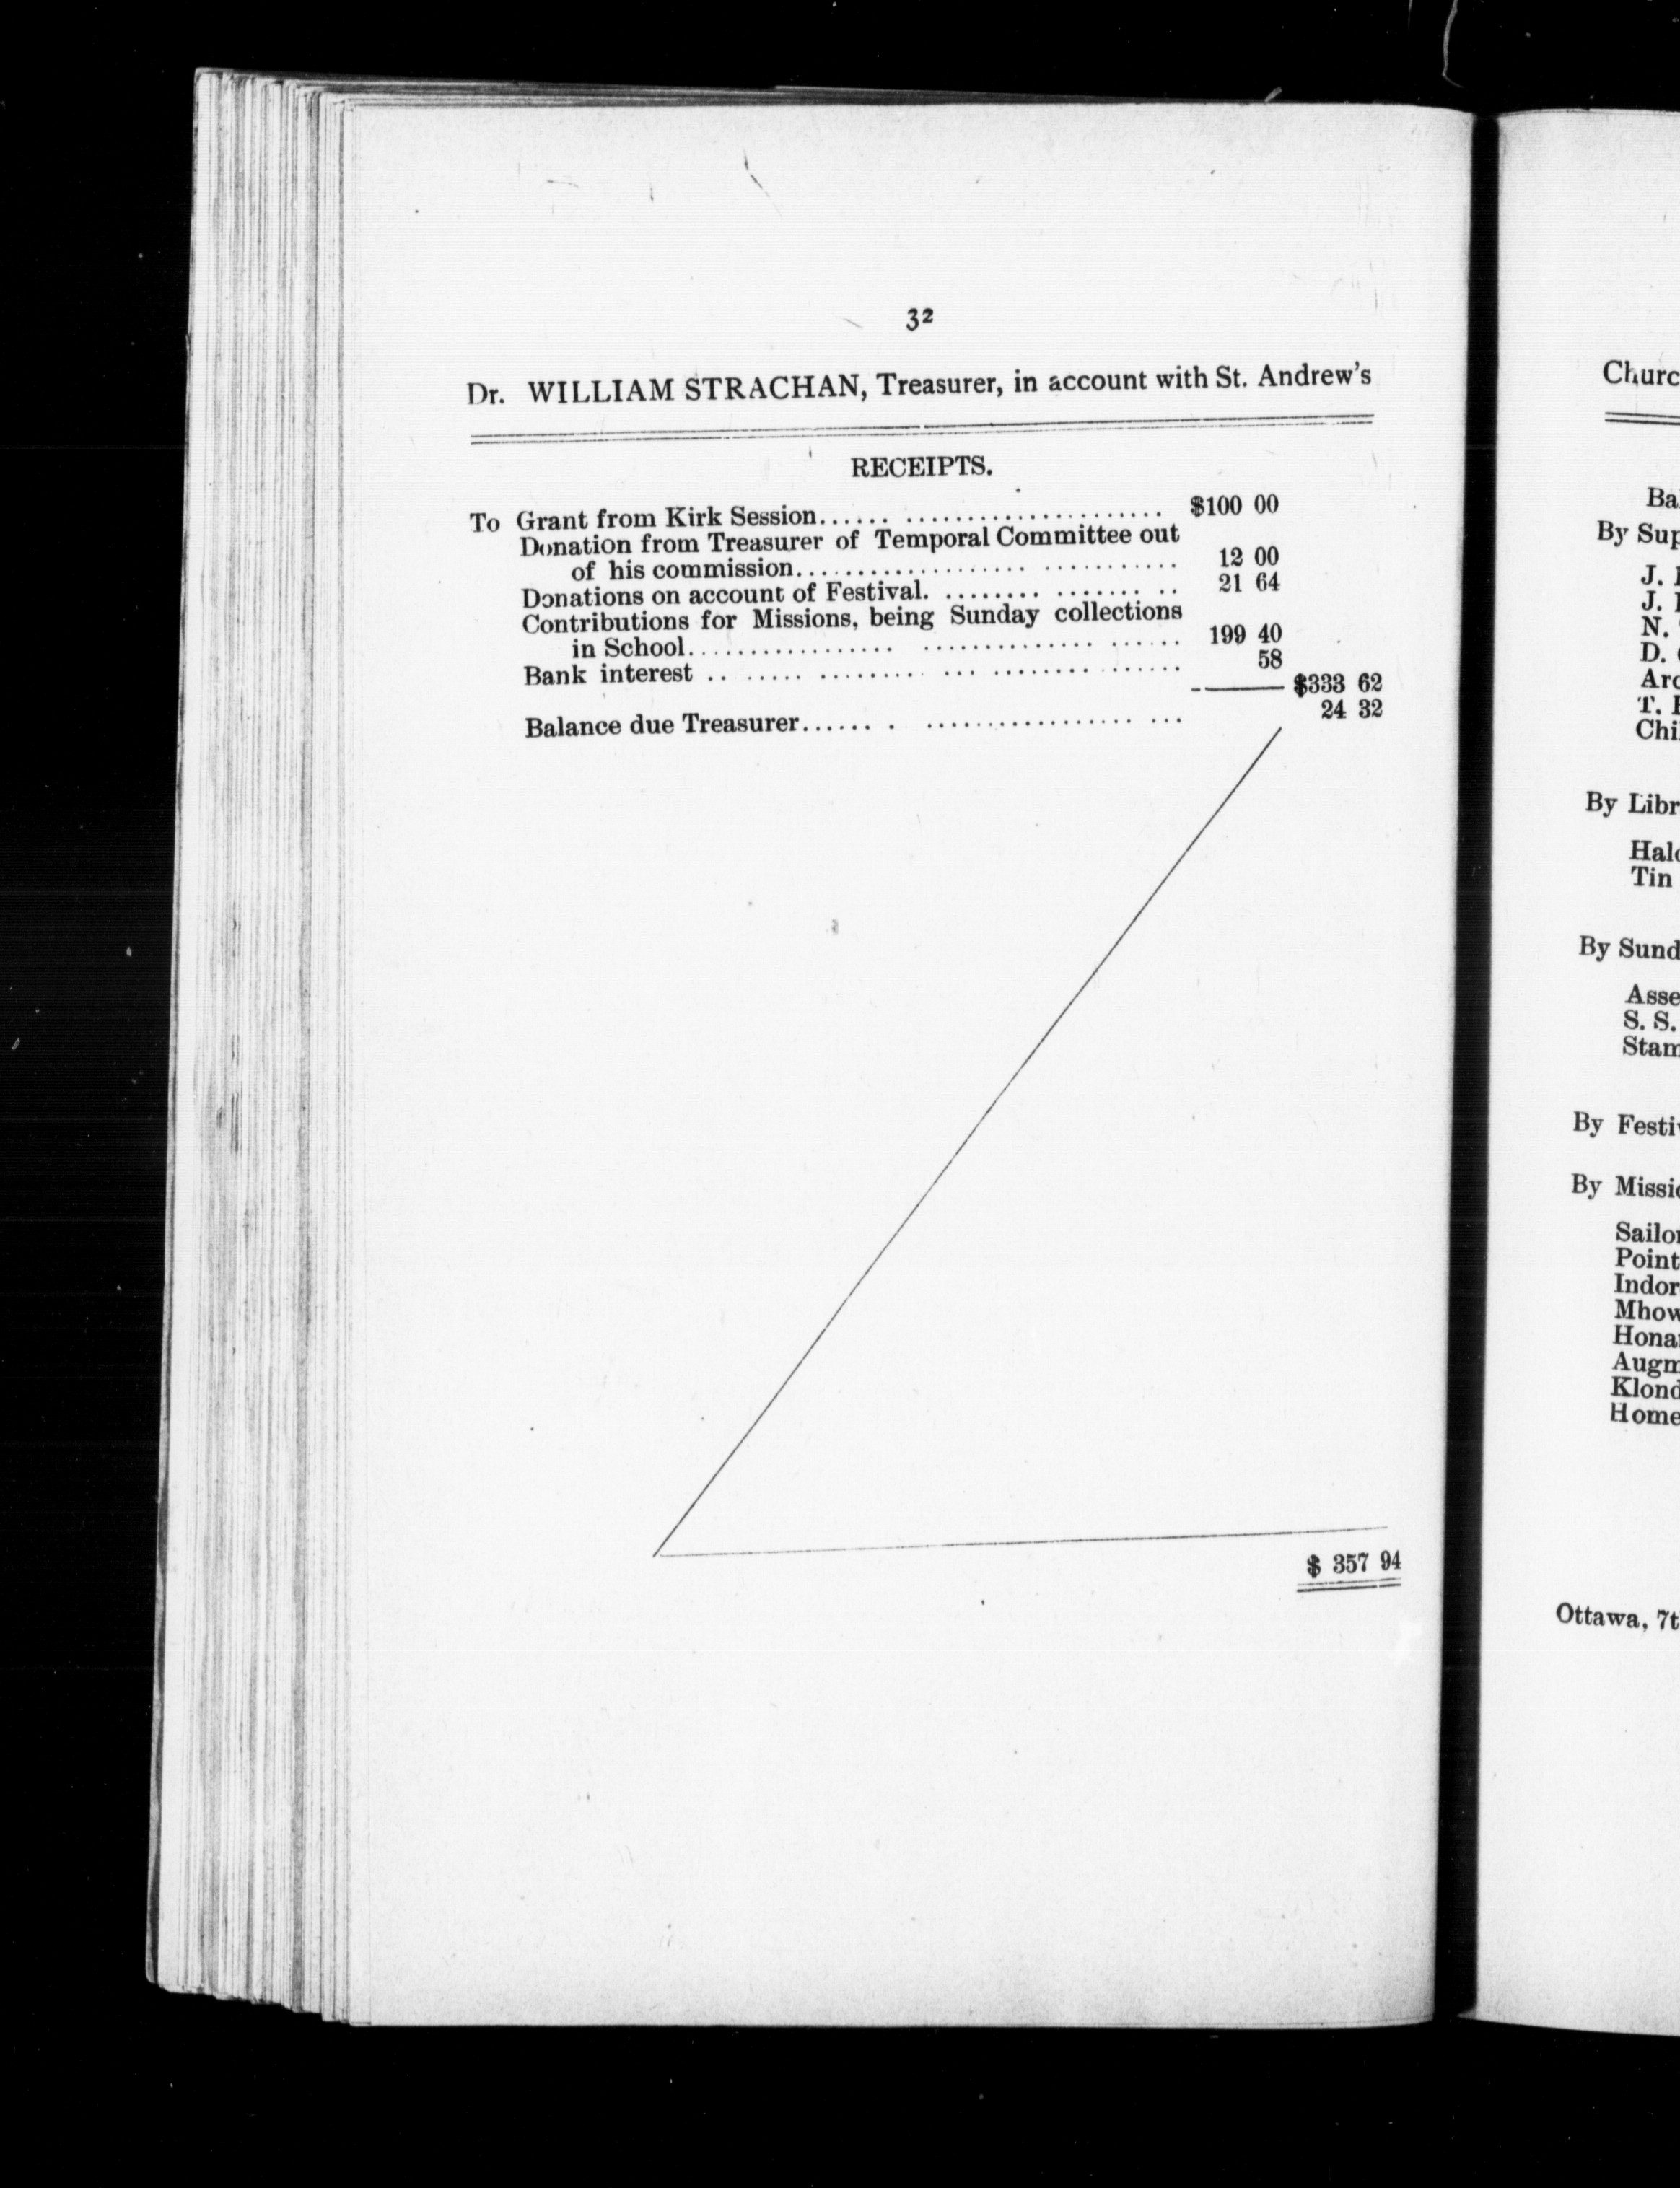 32
Dr. WILLIAM STRACHAN, Treasurer, in account with St. Andrew's
RECEIPTS.
To Grant from Kirk Session...... ...................... $100 00
Donation from Treasurer of Temporal Committee out
of his commission................... ........... 12 00
Donations on account of Festival. ......... ....... .. 21 64
Contributions for Missions, being Sunday collections
in School................. .............. ...... 199 40
Bank interest .. ...... ......... ... ......... ....... 58
$333 62
Balance due Treasurer...... . ................... ... 24 32
$ 357 94
Ba
By Sup
J.
J.
N.
D.
Arc
T.
Chi
By Libr
Tin
By Sund
Asse
S. S.
Stam
By Festi
By Missi
Sailo
Point
Indor
Mhow
Hona
Augm
Klond
Home
Ottawa, 7t